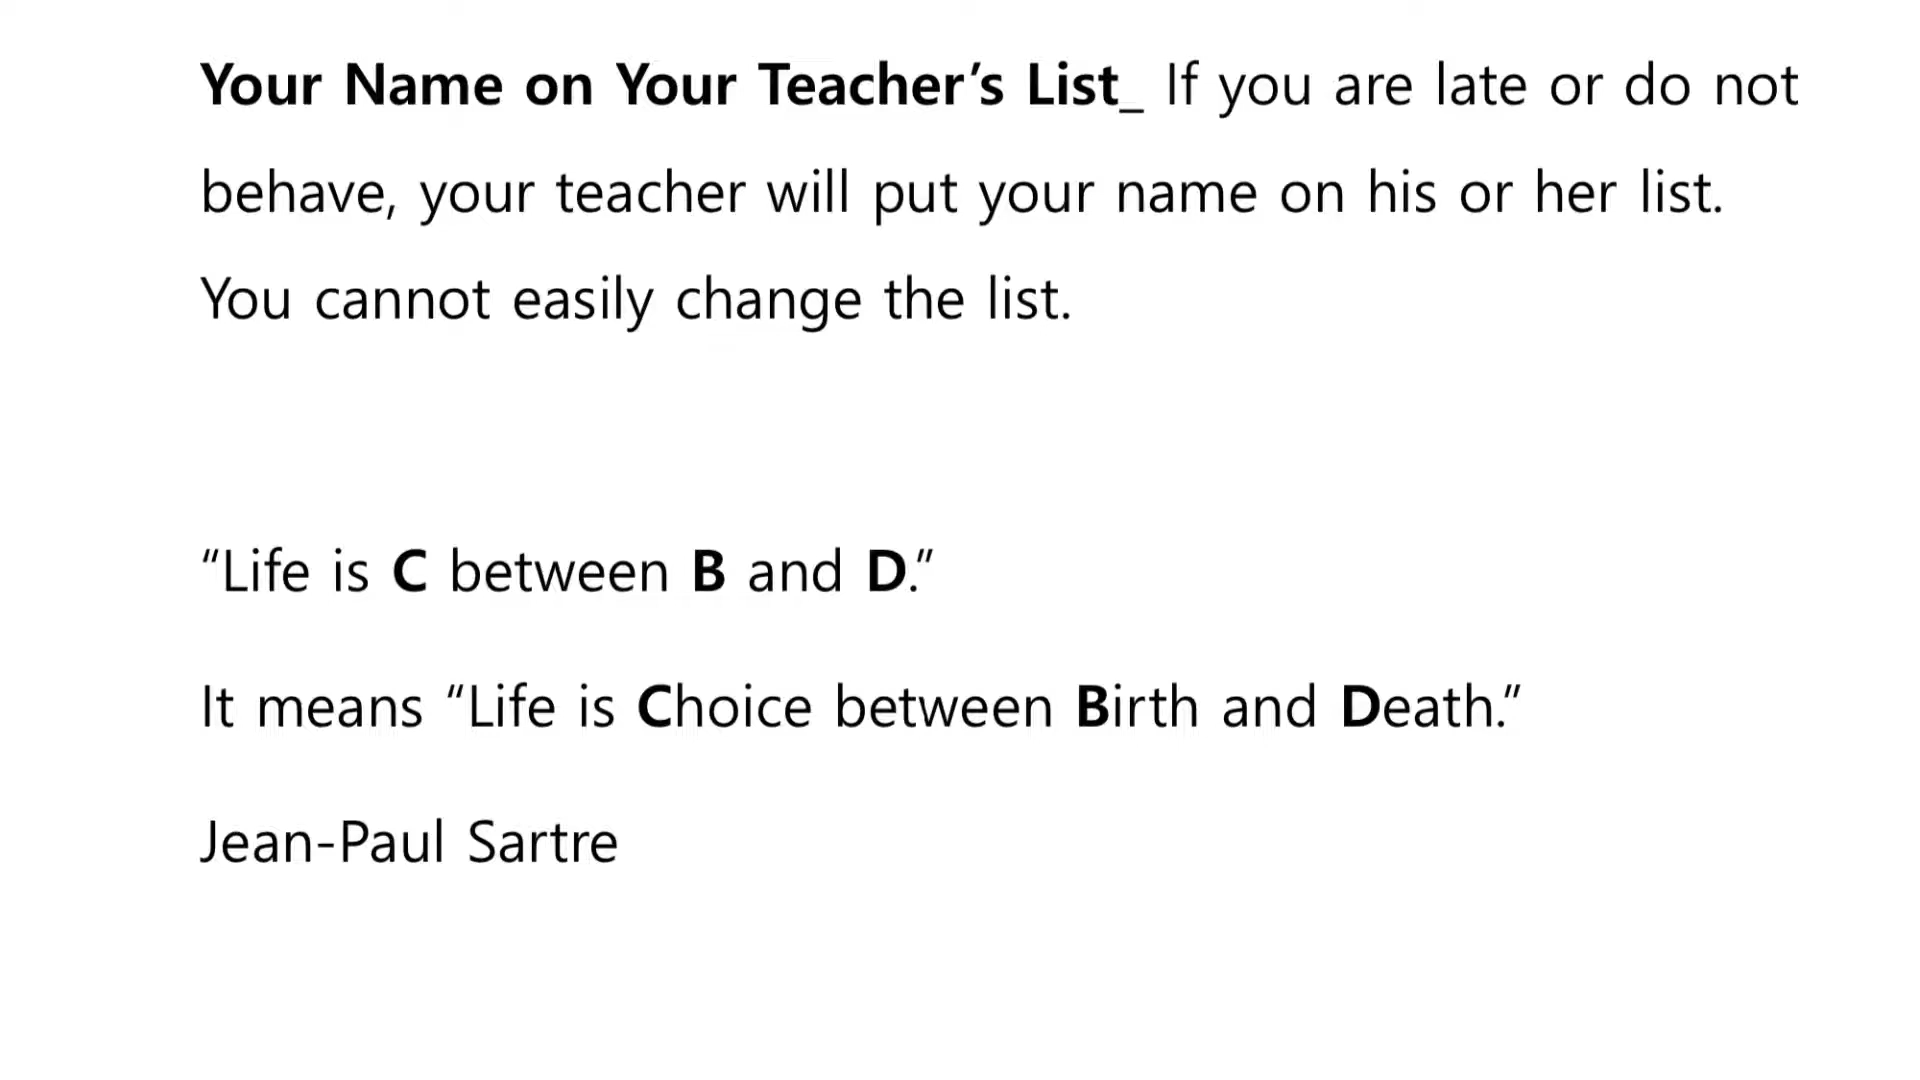 Your Name on Your Teacher’s List_ If you are late or do not
behave, your teacher will put your name on his or her list.
You cannot easily change the list.
“Life is C between B and D.”
It means “Life is Choice between Birth and Death.”
Jean-Paul Sartre